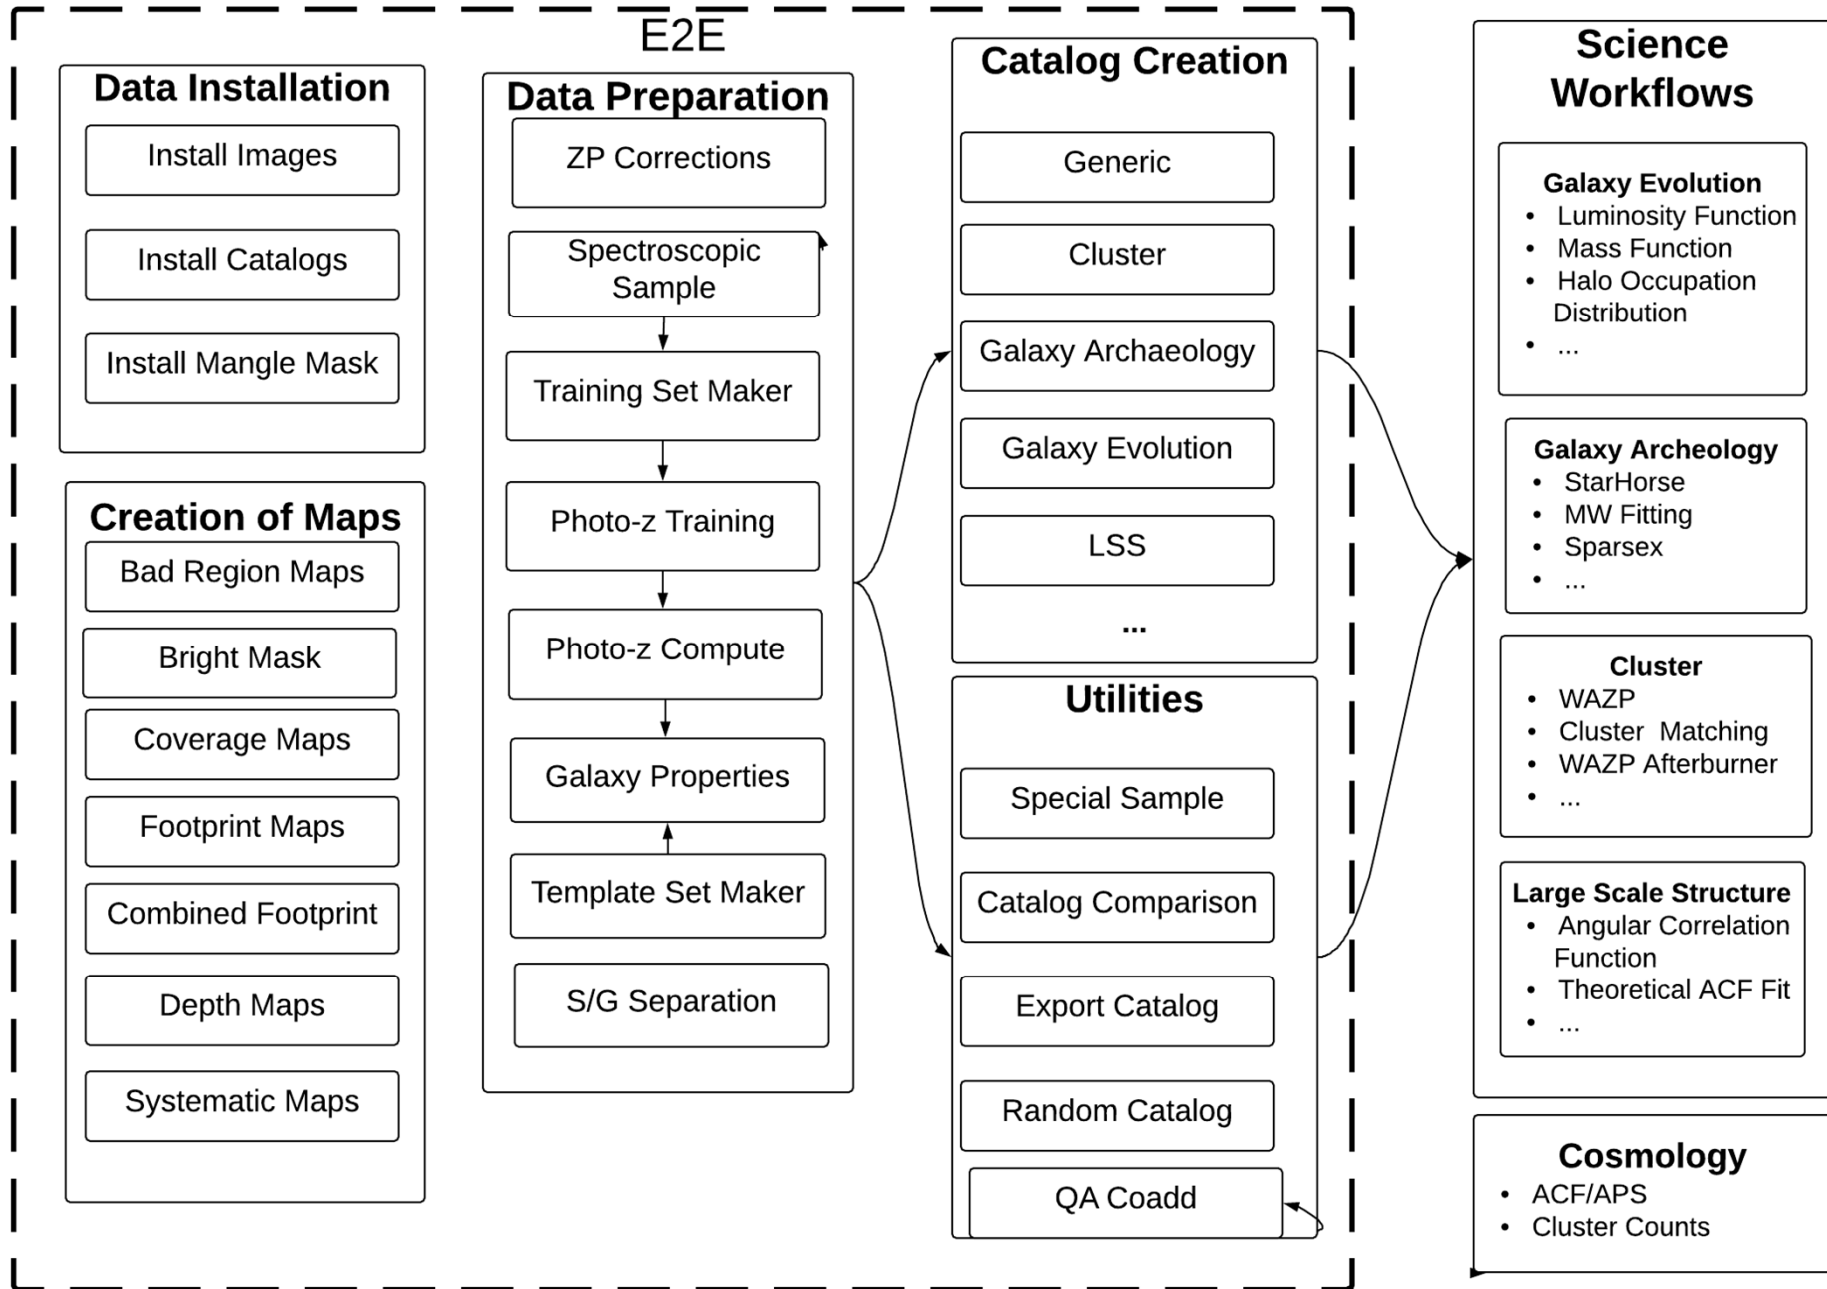 E2E
Data Installation
Install Images
Install Catalogs
Install Mangle Mask
Creation of Maps
Bad Region Maps
Bright Mask
Coverage Maps
Footprint Maps
Combined Footprint
Depth Maps
Systematic Maps
Data Preparation
ZP Corrections
Spectroscopic
Sample
Training Set Maker
Photo-z Training
Photo-z Compute
Galaxy Properties
Template Set Maker
S/G Separation
Catalog Creation
Generic
Cluster
Galaxy Archaeology
Galaxy Evolution
LSS
...
Utilities
Special Sample
Catalog Comparison
Export Catalog
Random Catalog
QA Coadd
Science
Workflows
Galaxy Evolution
• Luminosity Function
• Mass Function
• Halo Occupation
Distribution
• ...
Galaxy Archeology
• StarHorse
• MW Fitting
• Sparsex
• ...
Cluster
• WAZP
• Cluster Matching
• WAZP Afterburner
• ...
Large Scale Structure
• Angular Correlation
Function
• Theoretical ACF Fit
• ...
Cosmology
• ACF/APS
• Cluster Counts